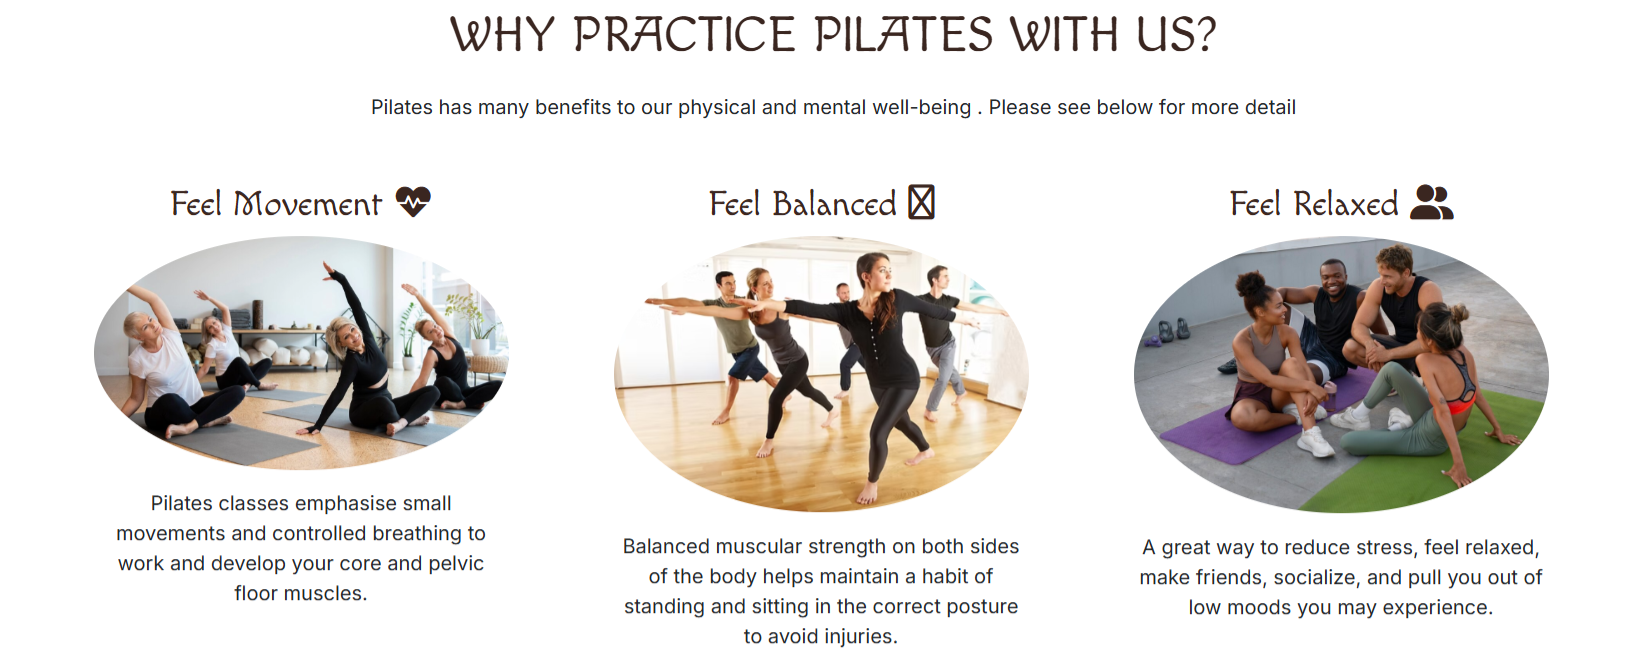 WHY PRACTICE PILATES WITH US?
Pilates has many benefits to our physical and mental well-being . Please see below for more detail
Feel Movement
Pilates classes emphasise small
movements and controlled breathing to
work and develop your core and pelvic
floor muscles.
Feel Balanced
Balanced muscular strength on both sides
of the body helps maintain a habit of
standing and sitting in the correct posture
to avoid injuries.
Feel Relaxed
A great way to reduce stress, feel relaxed,
make friends, socialize, and pull you out of
low moods you may experience.